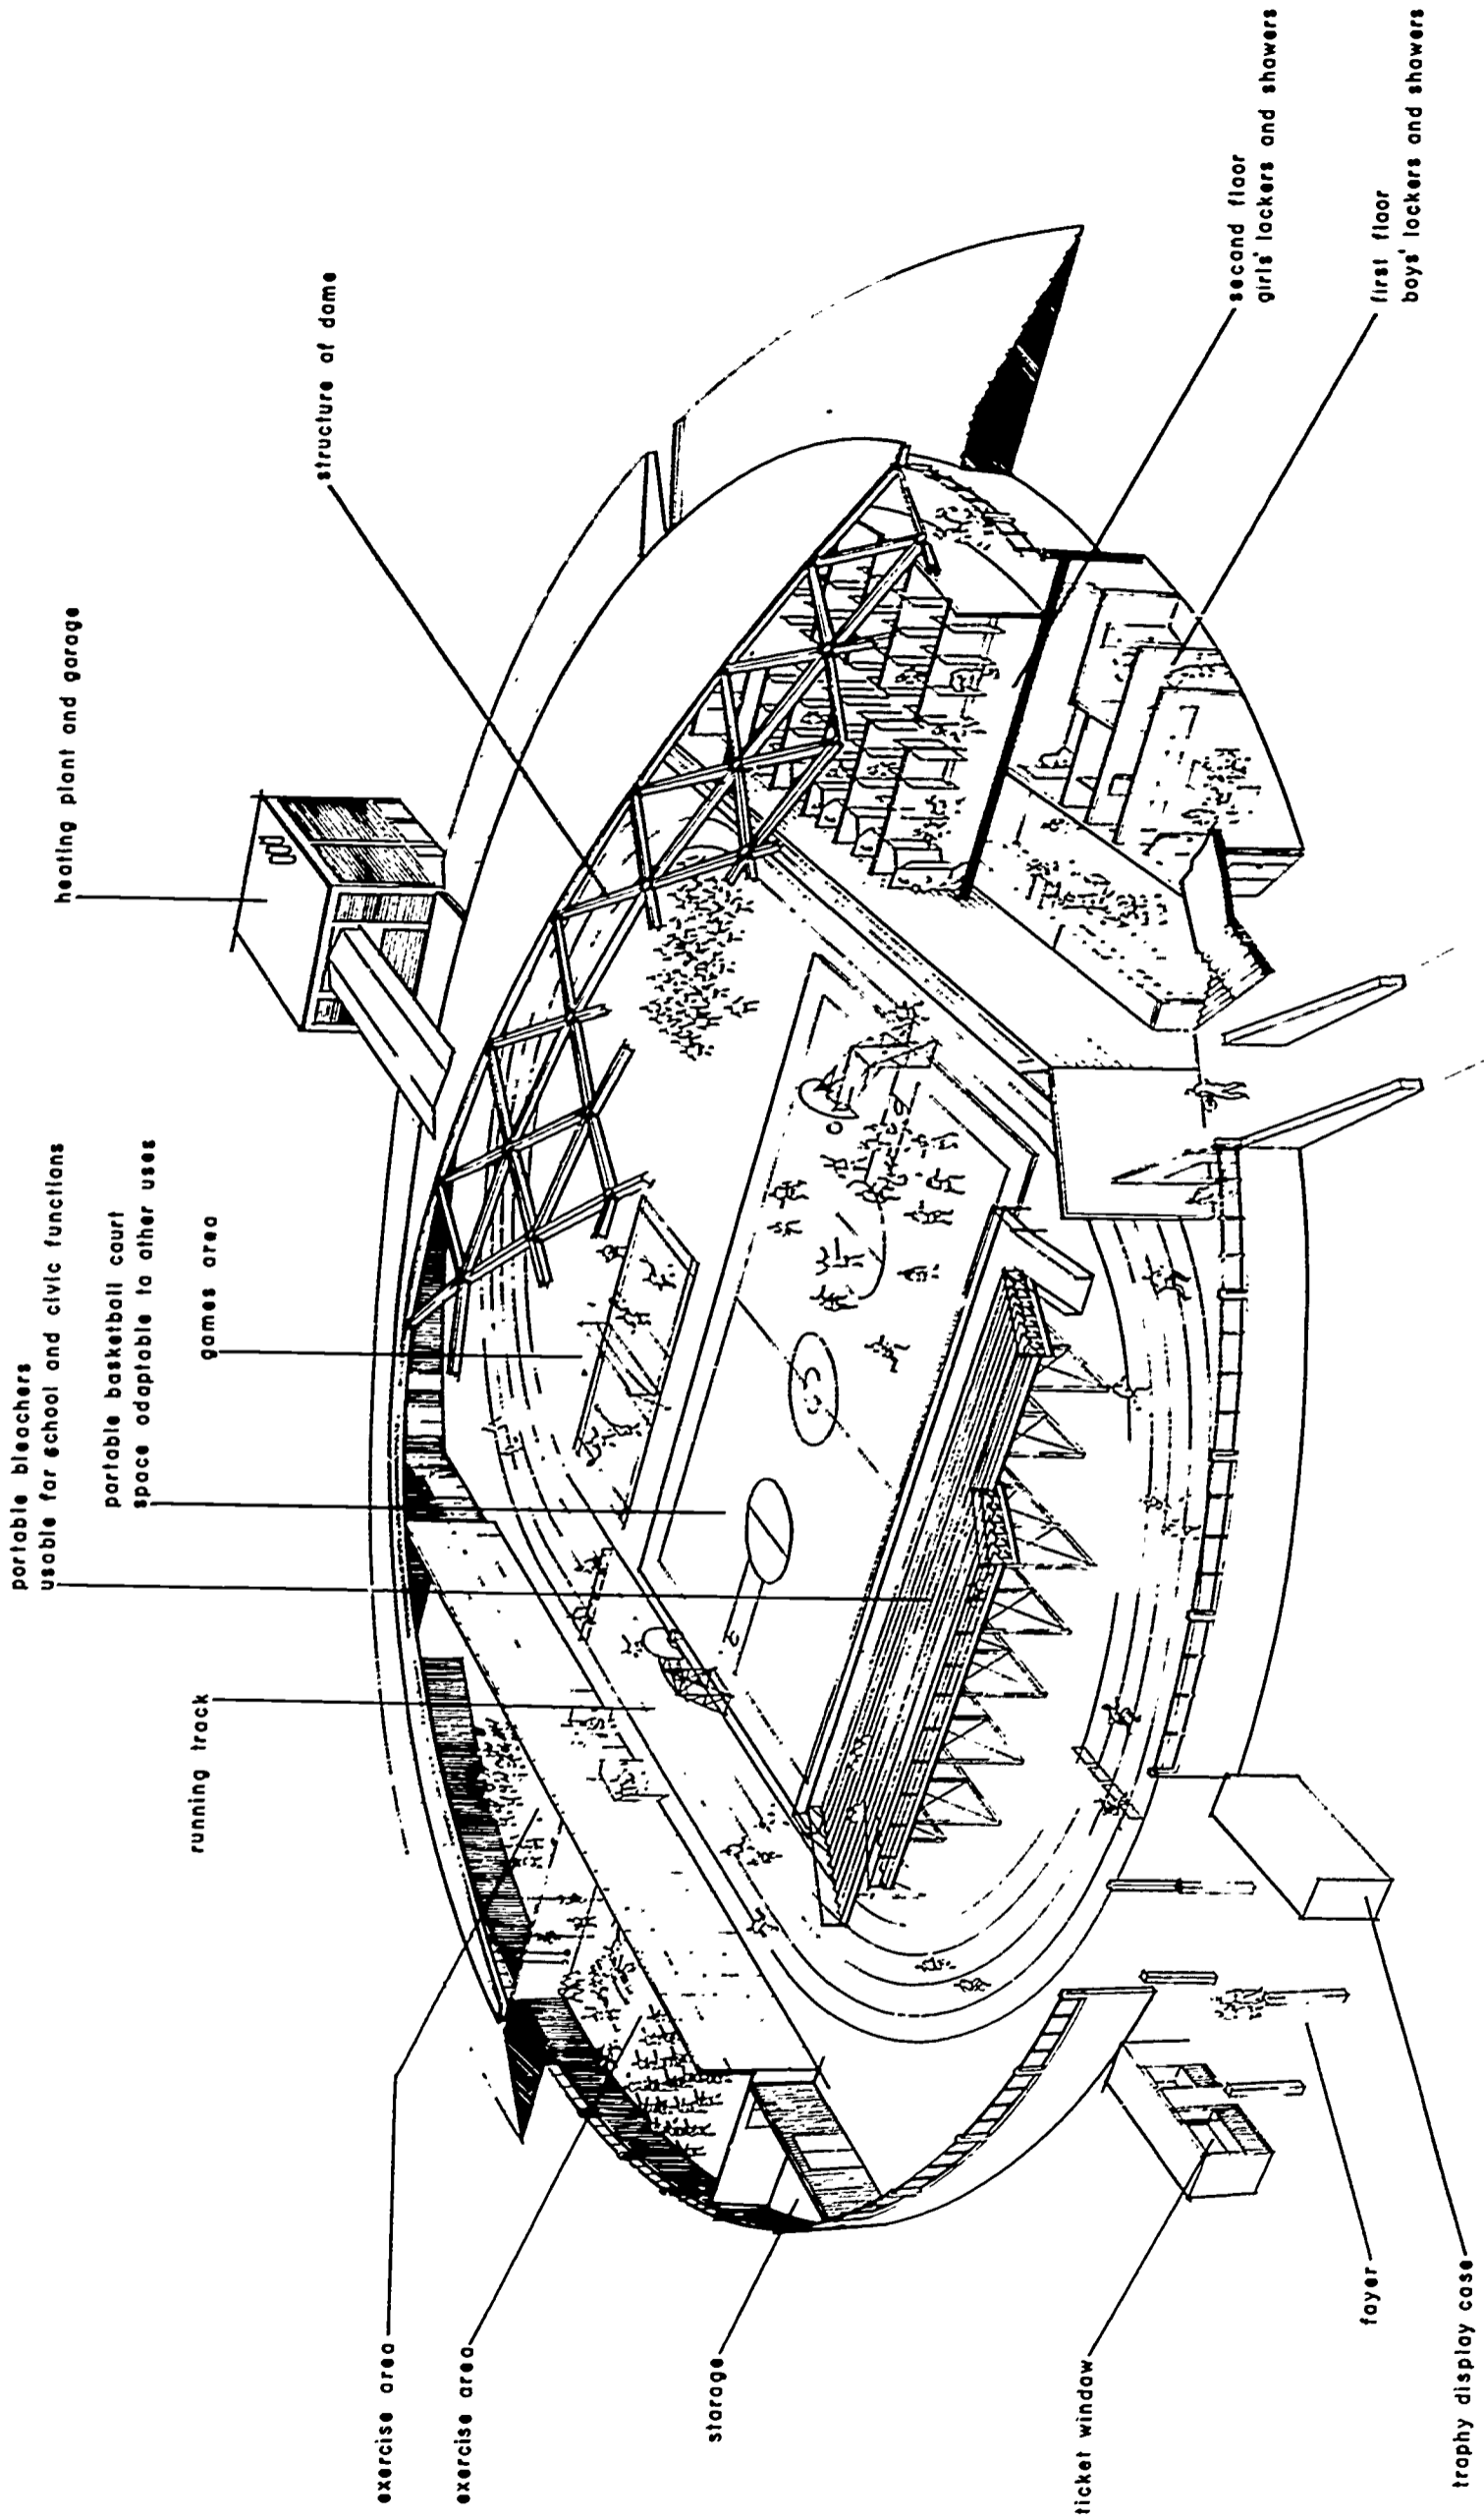 portable bleachers
usable for school and civic functions
portable basketball court
space adaptable to other uses
games area
running track
heating plant and garage
structure of dome
exercise area
exercise area
storage
ticket window
foyer
trophy display case
second floor
girls' lockers and showers
first floor
boys' lockers and showers